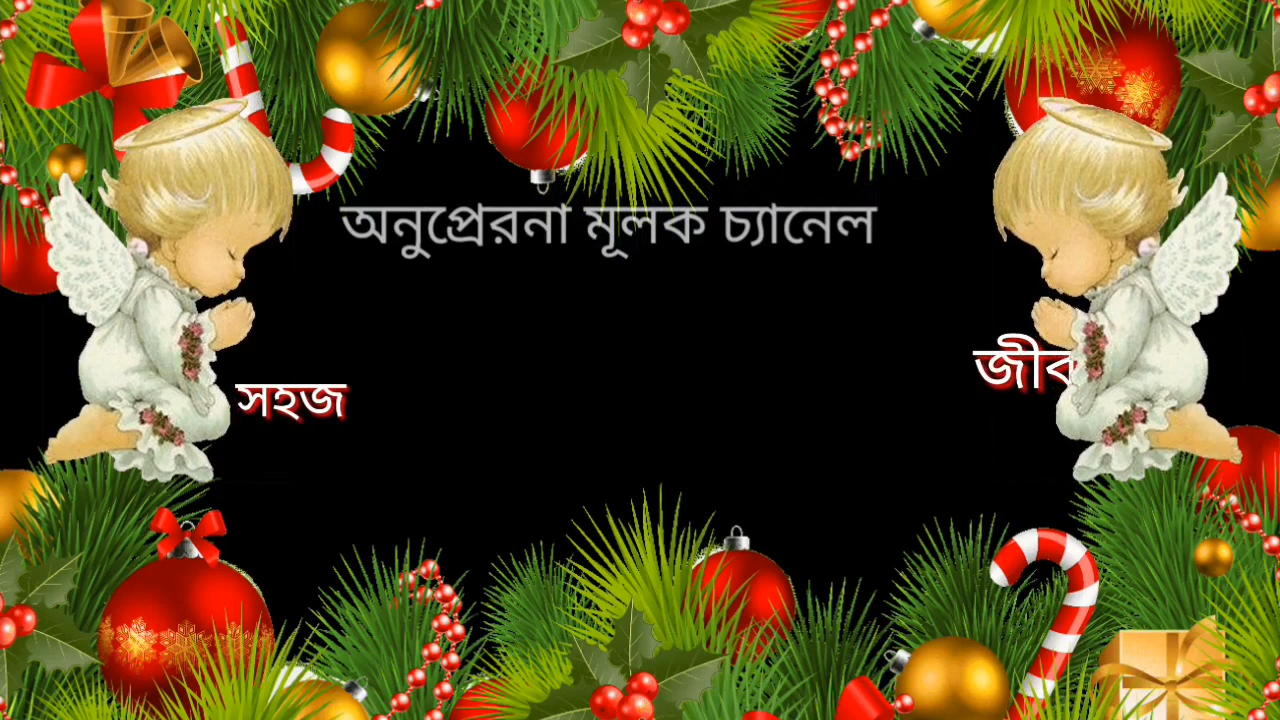 অনুপ্রেরনা মূলক চ্যানেল
সহজ